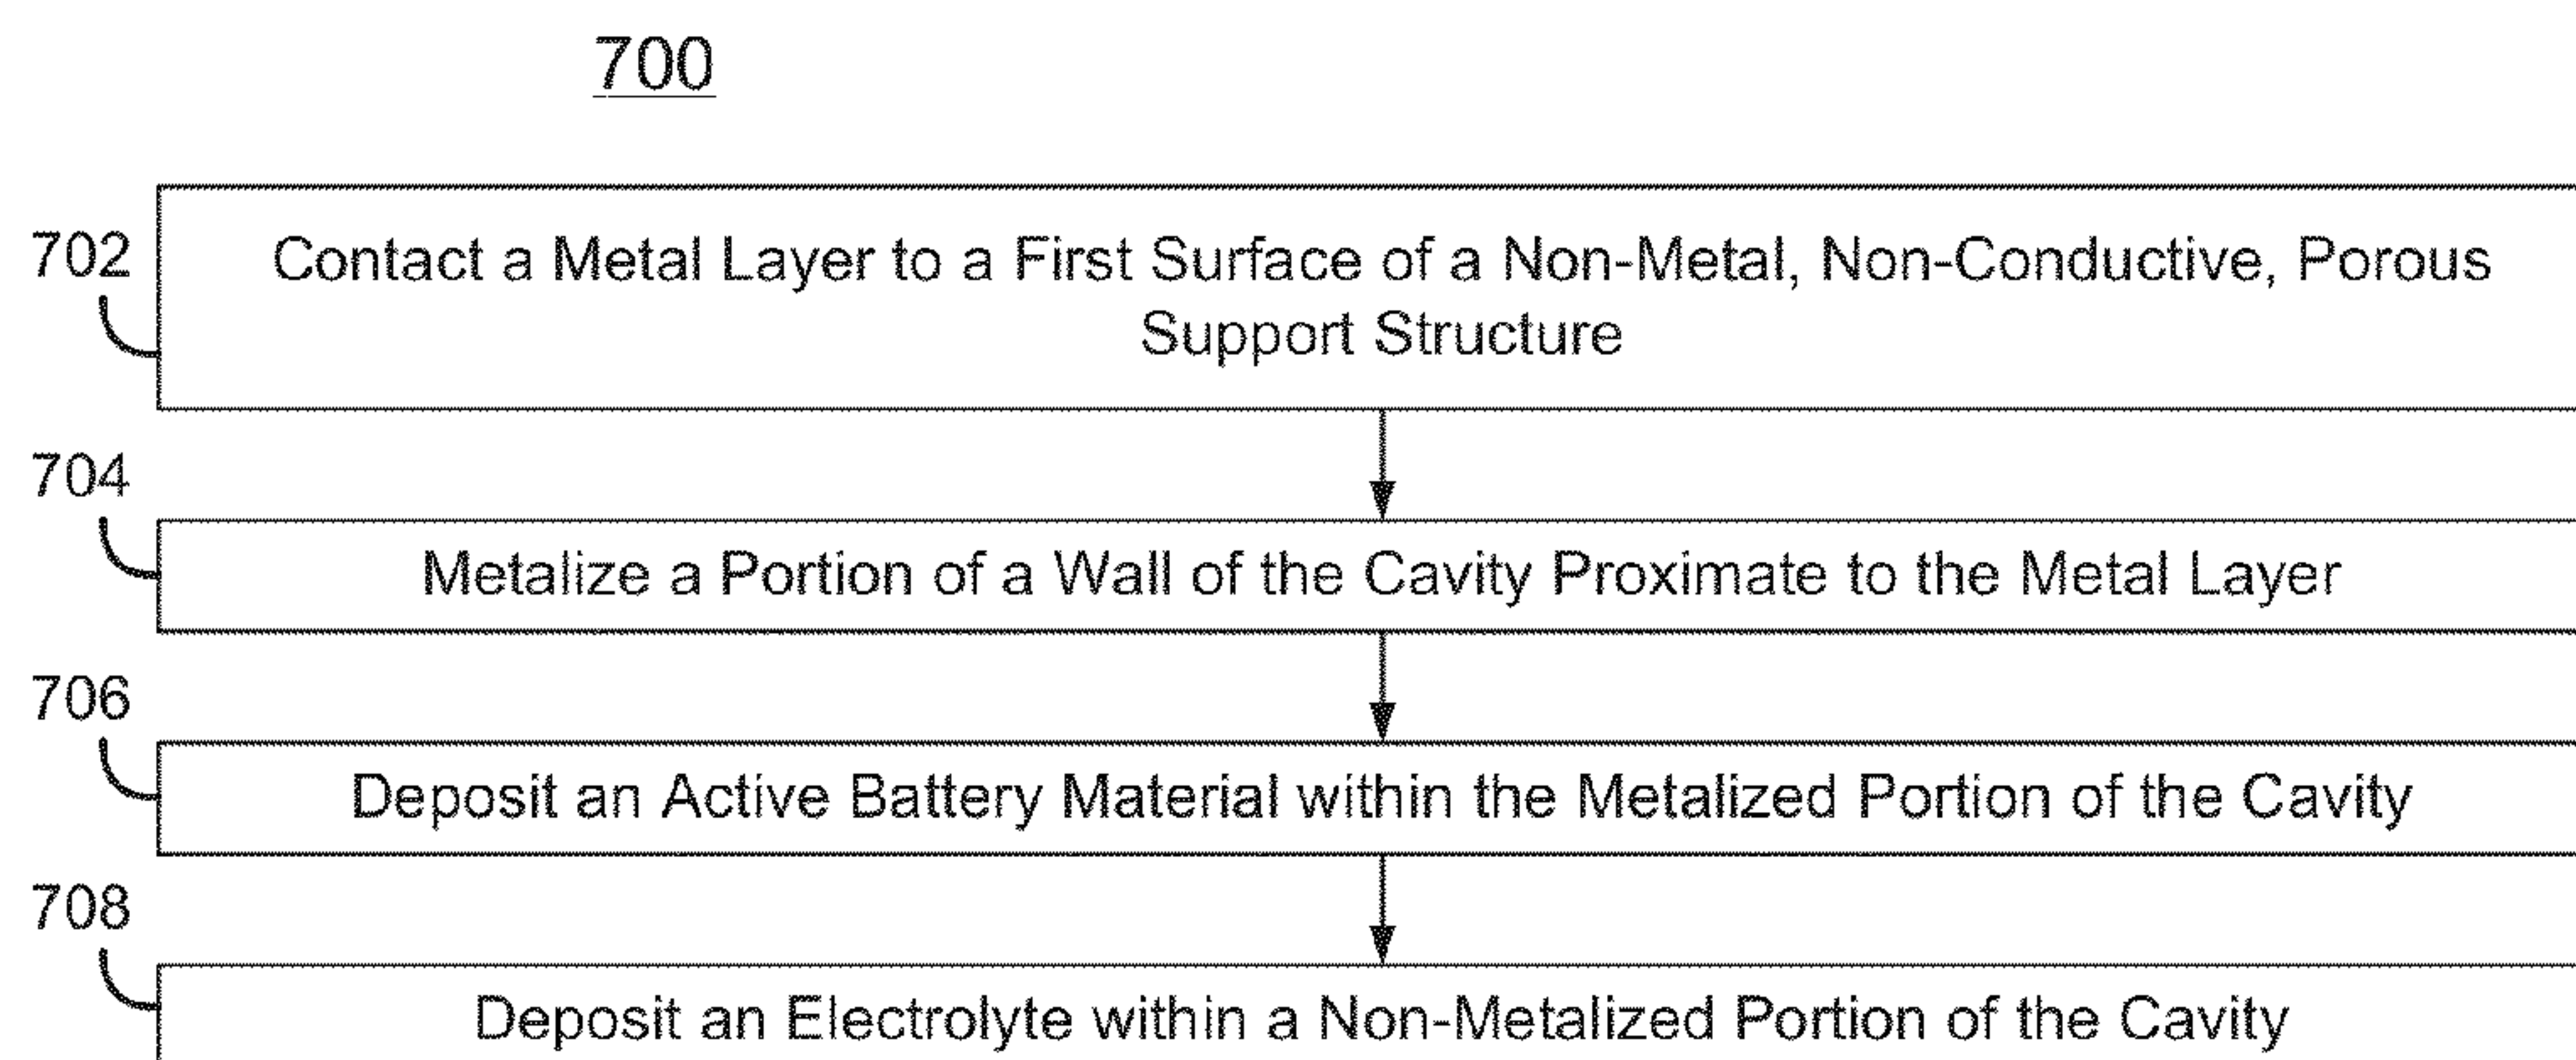 700
702
Contact a Metal Layer to a First Surface of a Non-Metal, Non-Conductive, Porous
Support Structure
704
Metalize a Portion of a Wall of the Cavity Proximate to the Metal Layer
706
Deposit an Active Battery Material within the Metalized Portion of the Cavity
708
Deposit an Electrolyte within a Non-Metalized Portion of the Cavity